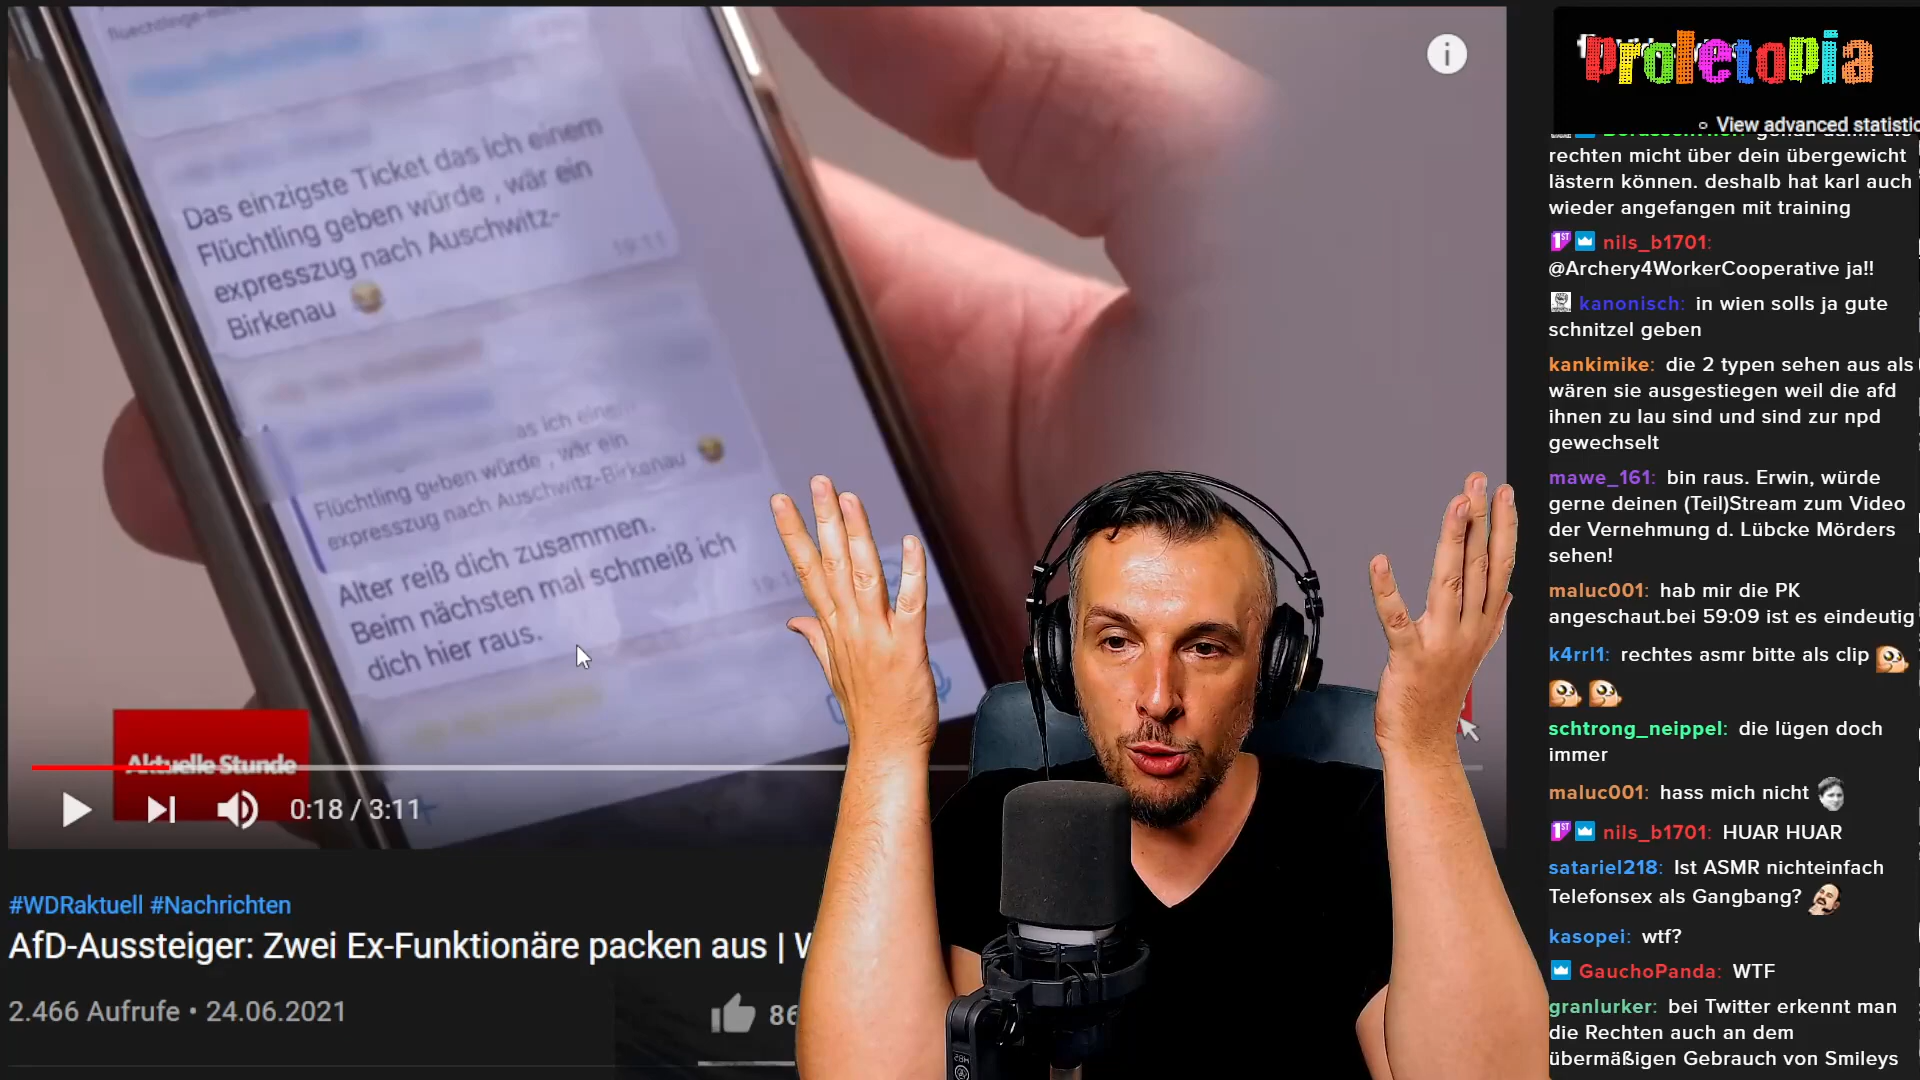 Das einzigste Ticket das ich einem
Flüchtling geben würde , wär ein
expresszug nach Auschwitz-
Birkenau
19:11
as ich einem
Flüchtling geben würde , wär ein
expresszug nach Auschwitz-Birkenau
Alter reiß dich zusammen.
Beim nächsten mal schmeiß ich
dich hier raus.
Aktuelle Stunde
0:18 / 3:11
#WDRaktuell #Nachrichten
AfD-Aussteiger: Zwei Ex-Funktionäre packen aus |
2.466 Aufrufe • 24.06.2021
86
Proletopia
View advanced statistic
rechten micht über dein übergewicht
lästern können. deshalb hat karl auch
wieder angefangen mit training
1ST nils_b1701:
@Archery4WorkerCooperative ja!!
kanonisch: in wien solls ja gute
schnitzel geben
kankimike: die 2 typen sehen aus als
wären sie ausgestiegen weil die afd
ihnen zu lau sind und sind zur npd
gewechselt
mawe_161: bin raus. Erwin, würde
gerne deinen (Teil)Stream zum Video
der Vernehmung d. Lübcke Mörders
sehen!
maluc001: hab mir die PK
angeschaut.bei 59:09 ist es eindeutig
k4rrl1: rechtes asmr bitte als clip
schtrong_neippel: die lügen doch
immer
maluc001: hass mich nicht
1ST nils_b1701: HUAR HUAR
satariel218: Ist ASMR nichteinfach
Telefonsex als Gangbang?
kasopei: wtf?
GauchoPanda: WTF
granlurker: bei Twitter erkennt man
die Rechten auch an dem
übermäßigen Gebrauch von Smileys